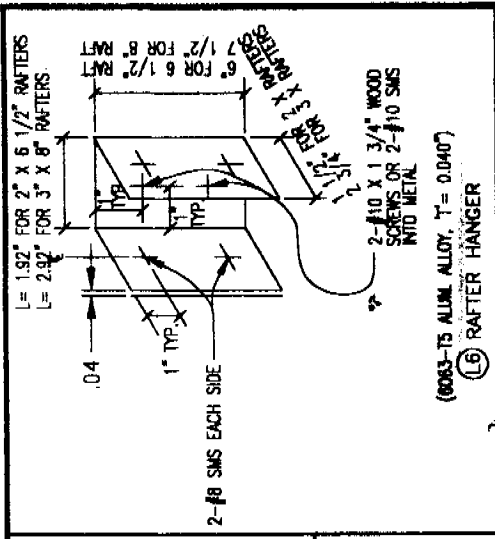 L= 1.92" FOR 2" X 6 1/2" RAFTERS
L= 2.92" FOR 3" X 8" RAFTERS
6" FOR 6 1/2" RAFT
7 1/2" FOR 8" RAFT
.04
1"
TYP
1"
TYP.
1" TYP.
1 1/2" FOR 2 X RAFTERS
2 3/4" FOR 3 X RAFTERS
2-#8 SMS EACH SIDE
2-#10 X 1 3/4" WOOD
SCREWS OR 2-#10 SMS
INTO METAL
(6063-T5 ALUM. ALLOY, T= 0.040")
L6 RAFTER HANGER